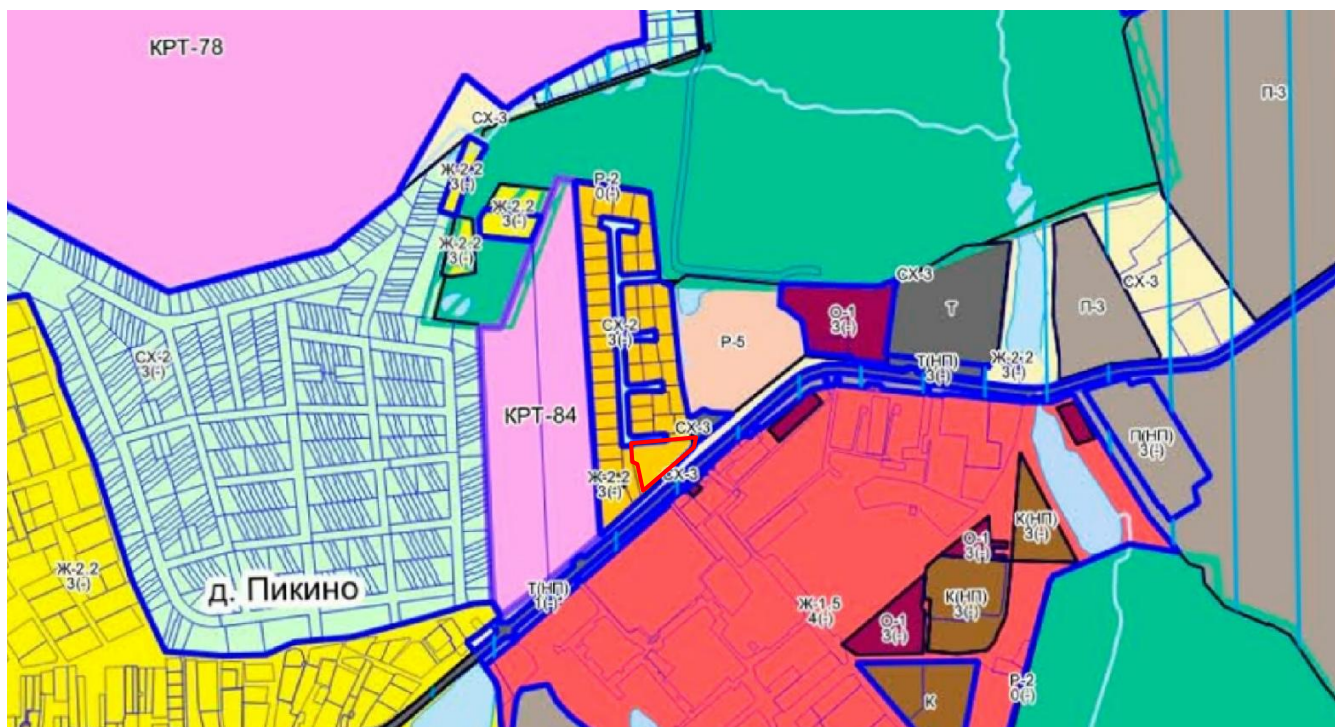 КРТ-78
П-3
СХ-3
Ж-2.2
3(-)
Р-2
0(-)
Ж-2.2
3(-)
Ж-2.2
3(-)
СХ-3
СХ-3
О-1
3(-)
Т
П-3
СХ-2
3(-)
Р-5
СХ-2
3(-)
Т(НП)
3(-)
Ж-2.2
3(-)
КРТ-84
СХ-3
П(НП)
3(-)
СХ-3
Ж-2.2
3(-)
К(НП)
3(-)
О-1
3(-)
Ж-2.2
3(-)
д. Пикино
Т(НП)
1(-)
Ж-1.5
4(-)
К(НП)
3(-)
О-1
3(-)
Р-2
0(-)
К